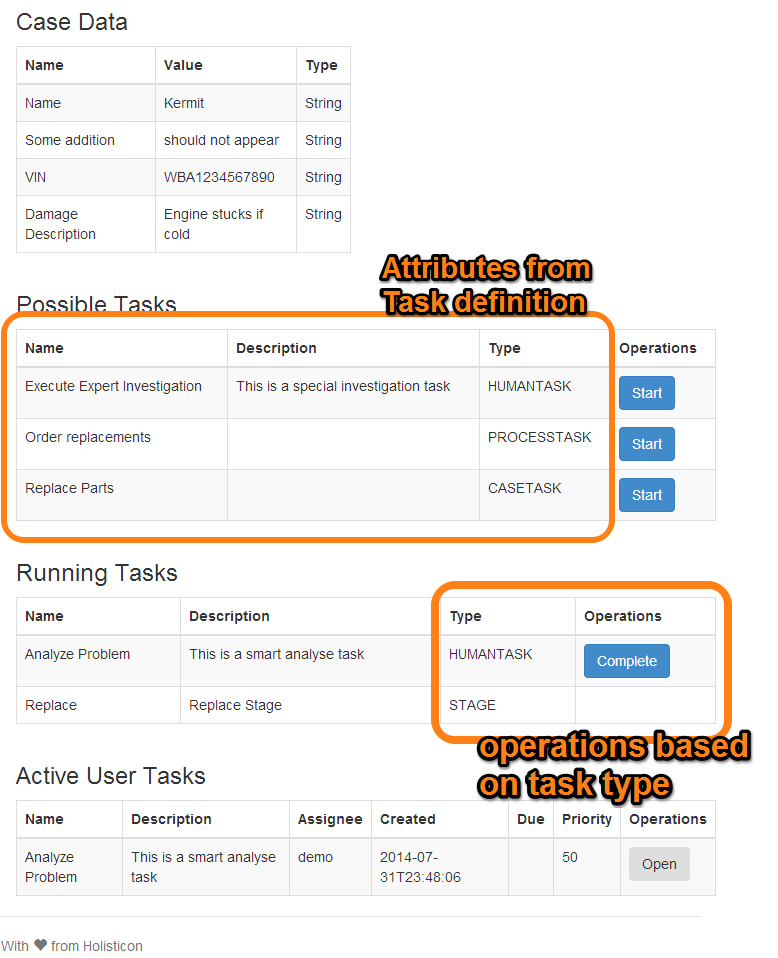 Case Data
Name Value Type
Name Kermit String
Some addition should not appear String
VIN WBA1234567890 String
Damage Engine stucks if String
Description cold
Attributes from
Possible Tasks Task definition
Name Description Type Operations
Execute Expert Investigation This is a special investigation task HUMANTASK Start
Order replacements PROCESSTASK Start
Replace Parts CASETASK Start
Running Tasks
Name Description Type Operations
Analyze Problem This is a smart analyse task HUMANTASK Complete
Replace Replace Stage STAGE
operations based
on task type
Active User Tasks
Name Description Assignee Created Due Priority Operations
Analyze This is a smart analyse demo 2014-07- 50 Open
Problem task 31T23:48:06
With ♥ from Holisticon